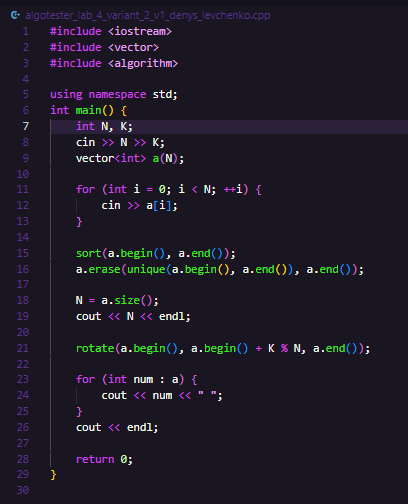 algotester_lab_4_variant_2_v1_denys_levchenko.cpp
1 #include <iostream>
2 #include <vector>
3 #include <algorithm>
4
5 using namespace std;
6 int main() {
7     int N, K;
8     cin >> N >> K;
9     vector<int> a(N);
10
11     for (int i = 0; i < N; ++i) {
12         cin >> a[i];
13     }
14
15     sort(a.begin(), a.end());
16     a.erase(unique(a.begin(), a.end()), a.end());
17
18     N = a.size();
19     cout << N << endl;
20
21     rotate(a.begin(), a.begin() + K % N, a.end());
22
23     for (int num : a) {
24         cout << num << " ";
25     }
26     cout << endl;
27
28     return 0;
29 }
30